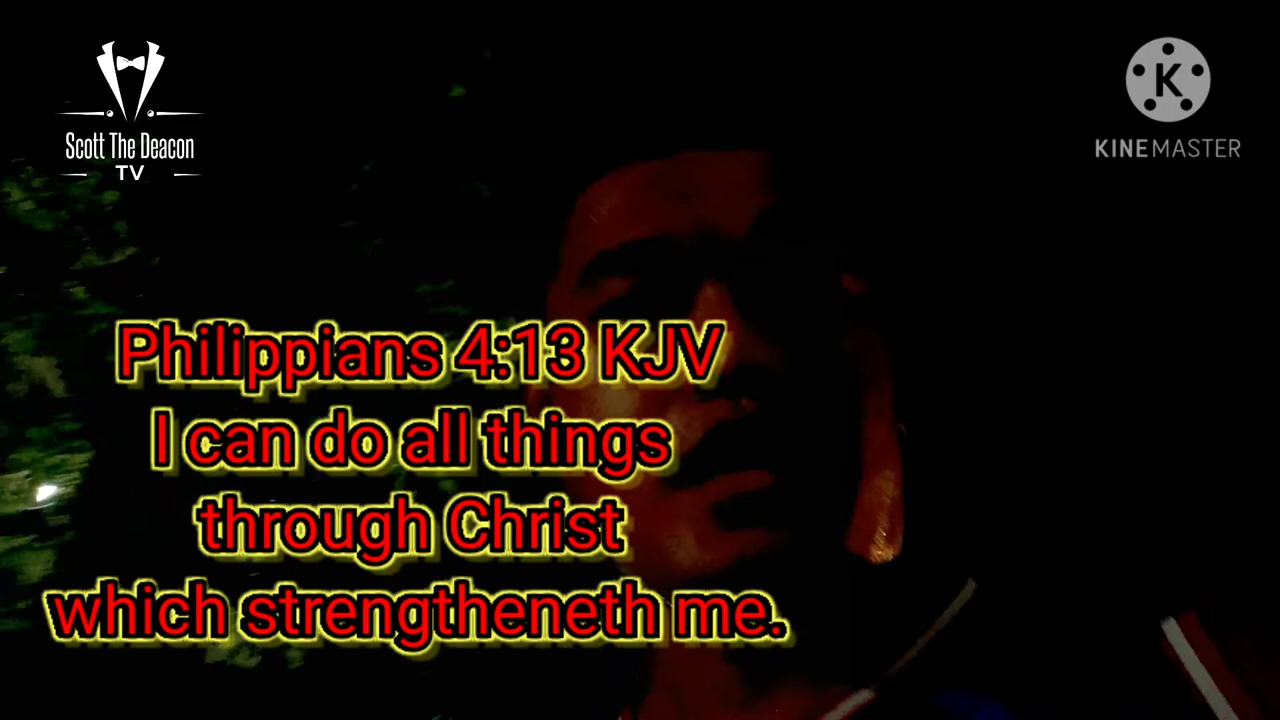 Scott The Deacon
TV
K
KINEMASTER
Philippians 4:13 KJV
I can do all things
through Christ
which strengtheneth me.